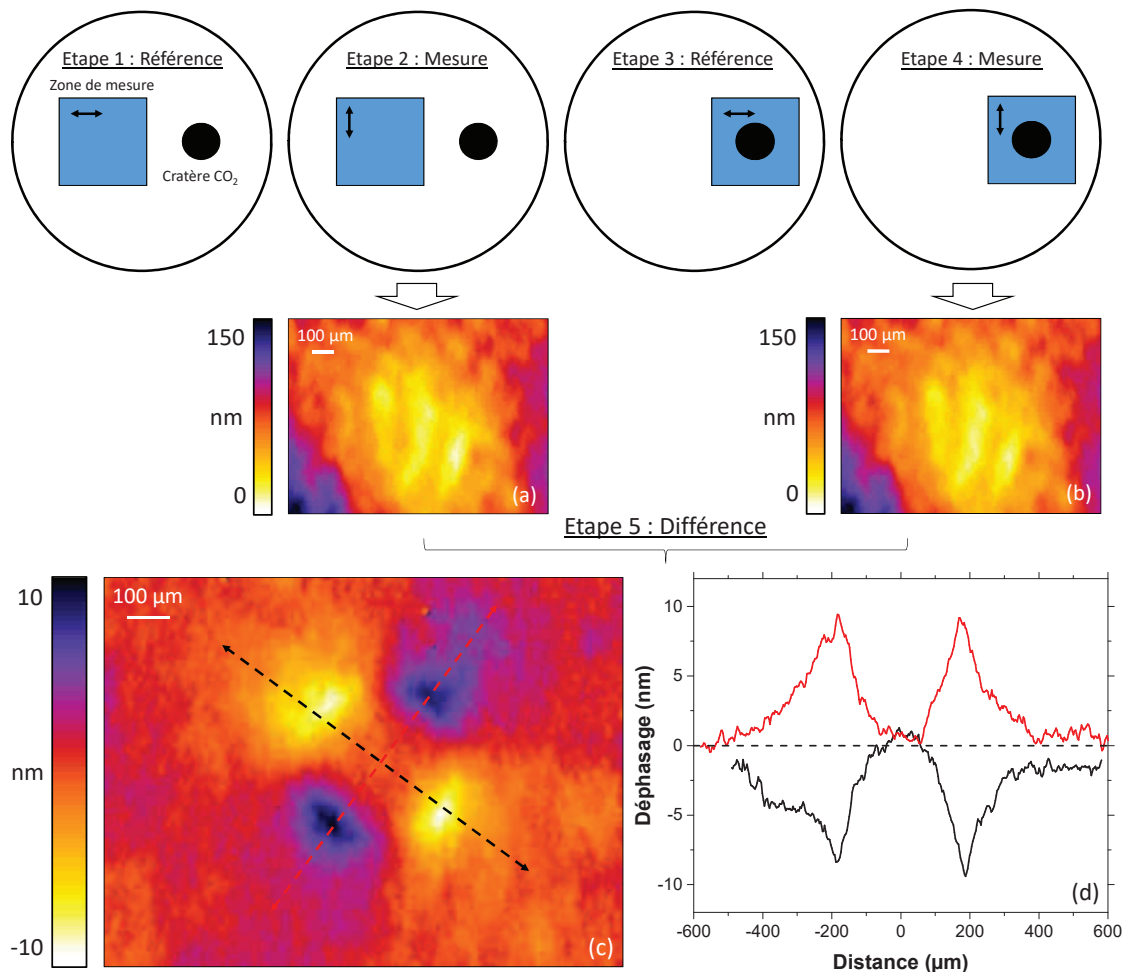 Etape 1 : Référence
Zone de mesure
Cratère CO2
Etape 2 : Mesure
Etape 3 : Référence
Etape 4 : Mesure
150
nm
0
100 µm
(a)
150
nm
0
100 µm
(b)
Etape 5 : Différence
10
nm
-10
100 µm
(c)
Déphasage (nm)
10
5
0
-5
-10
-600
-400
-200
0
200
400
600
Distance (µm)
(d)